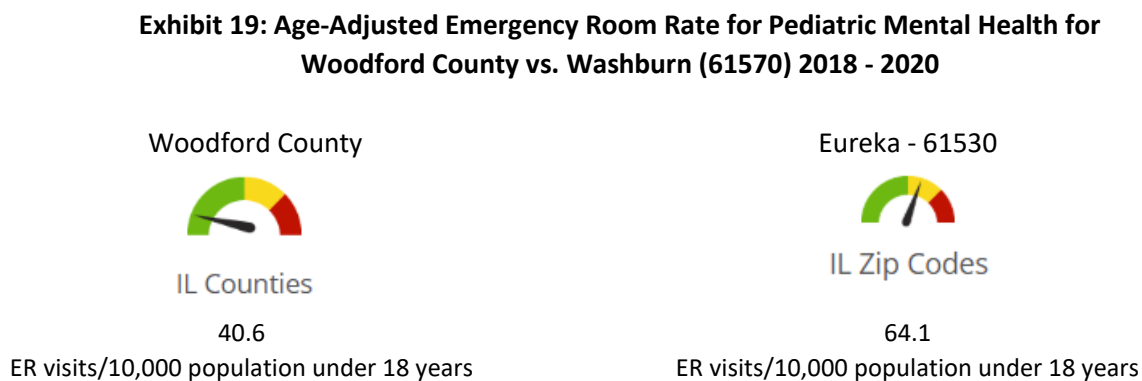 Exhibit 19: Age-Adjusted Emergency Room Rate for Pediatric Mental Health for
Woodford County vs. Washburn (61570) 2018 - 2020
Woodford County
IL Counties
40.6
ER visits/10,000 population under 18 years
Eureka - 61530
IL Zip Codes
64.1
ER visits/10,000 population under 18 years